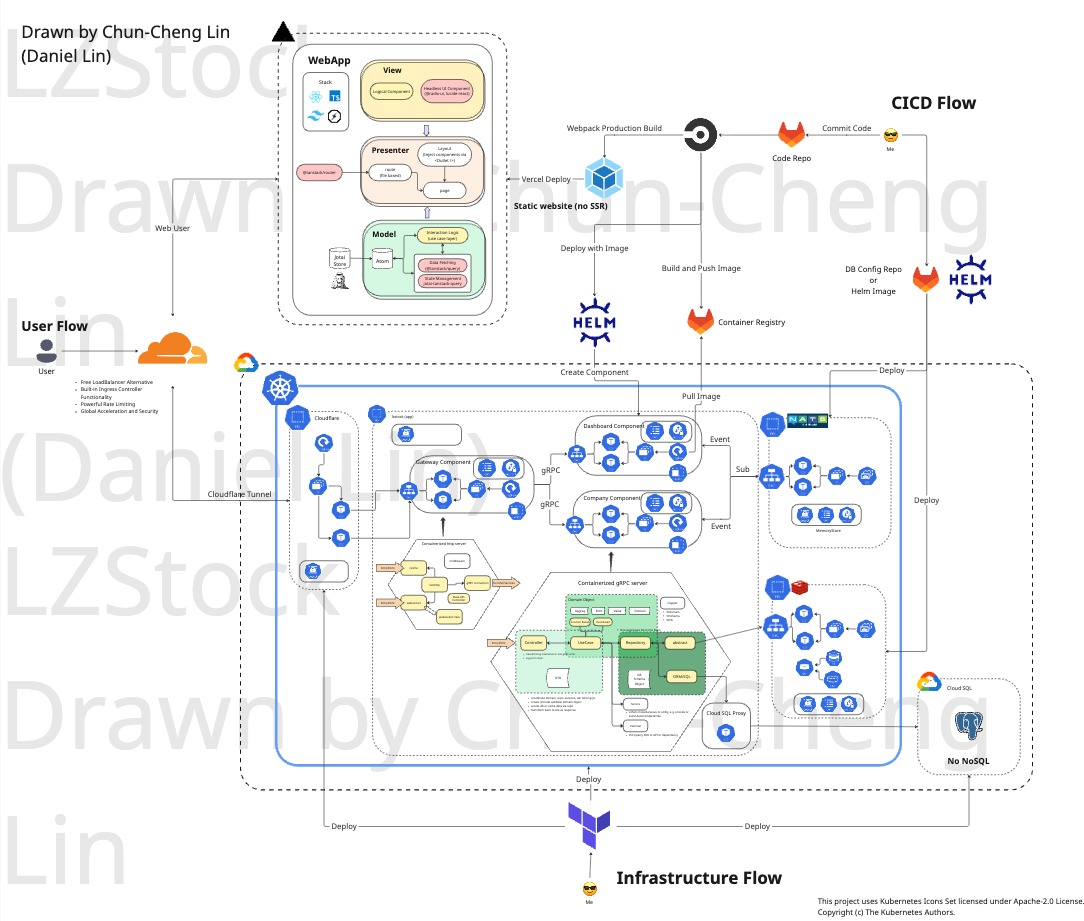 Drawn by Chun-Cheng Lin
(Daniel Lin)
LZStock
Drawn by Chun-Cheng
Lin
(Daniel Lin)
LZStock
Drawn by Chun-Cheng
Lin
WebApp
Stack
TS
View
Logical Component
Headless UI Component
Presenter
@tanstack/router
route
(file based)
Layout
page
Model
Jotai
Store
Atom
Interaction Logic
(use case layer)
Data Fetching
(@tanstack/query)
State Management
jotai-tanstack-query
CICD Flow
Webpack Production Build
Commit Code
Me
Code Repo
Vercel Deploy
Static website (no SSR)
Deploy with Image
Build and Push Image
DB Config Repo
or
Helm Image
HELM
HELM
Container Registry
Web User
User Flow
User
Free LoadBalancer Alternative
Built-in Ingress Controller
Functionality
Powerful Rate Limiting
Global Acceleration and Security
Create Component
Pull Image
Deploy
Cloudflare
Cloudflare Tunnel
Gateway Component
gRPC
gRPC
Dashboard Component
Company Component
Event
Event
Sub
NATS
MemoryStore
Deploy
Containerized http server
Containerized gRPC server
Domain Object
Controller
UseCase
Repository
abstract
Cloud SQL Proxy
Cloud SQL
No NoSQL
Deploy
Deploy
Deploy
Me
Infrastructure Flow
This project uses Kubernetes Icons Set licensed under Apache-2.0 License.
Copyright (c) The Kubernetes Authors.